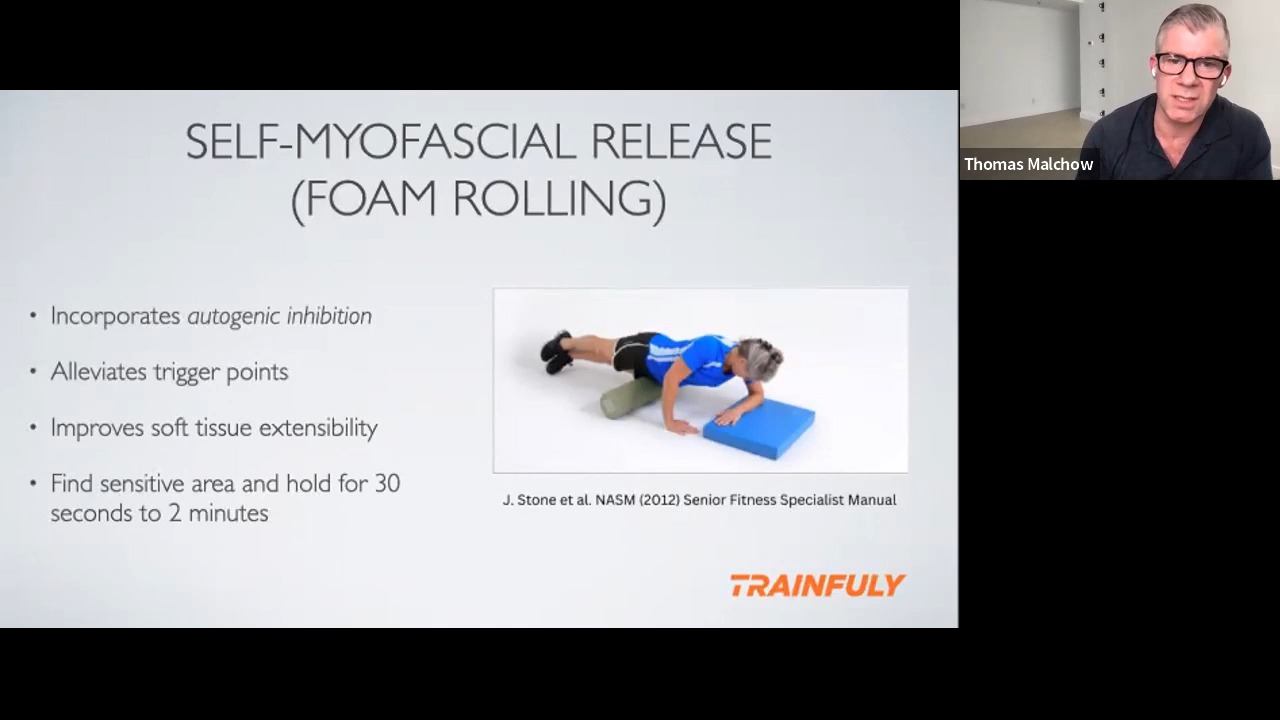 SELF-MYOFASCIAL RELEASE
(FOAM ROLLING)
• Incorporates autogenic inhibition
• Alleviates trigger points
• Improves soft tissue extensibility
• Find sensitive area and hold for 30
seconds to 2 minutes
J. Stone et al. NASM (2012) Senior Fitness Specialist Manual
TRAINFULY
Thomas Malchow